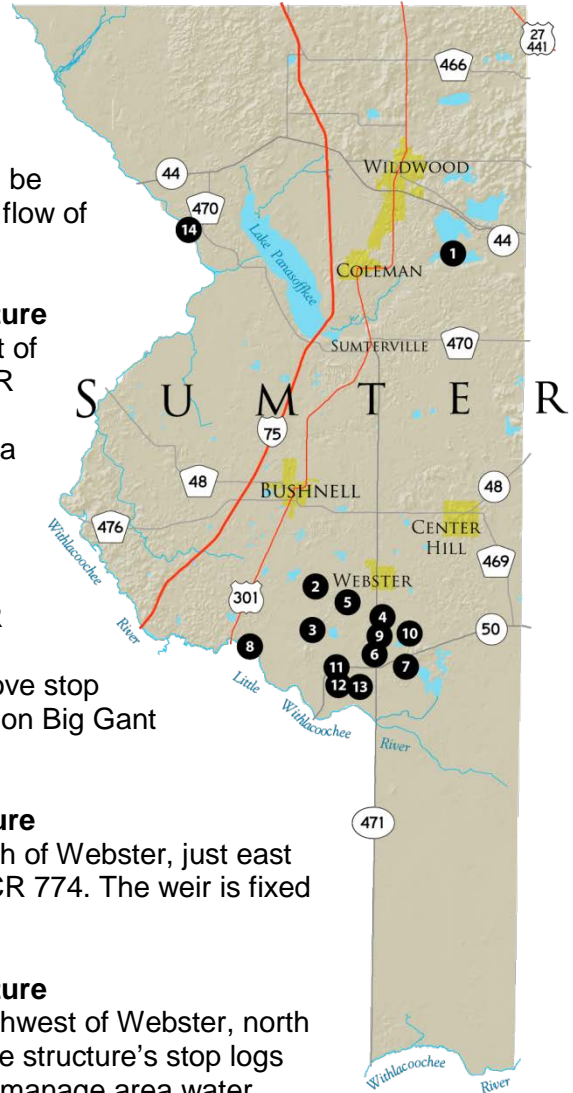 27
441
466
WILDWOOD
be
44
flow of
470
14
Lake Panasoffkee
44
1
COLEMAN
ture
t of
SUMTERVILLE
470
R
S U M T E R
a
75
48
BUSHNELL
48
Withlacoochee
476
CENTER
HILL
469
2
WEBSTER
R
301
5
4
River
3
9
10
50
8
6
ove stop
11
7
Little
12
13
on Big Gant
Withlacoochee
River
ure
h of Webster, just east
471
CR 774. The weir is fixed
ture
thwest of Webster, north
e structure’s stop logs
manage area water
Withlacoochee
River